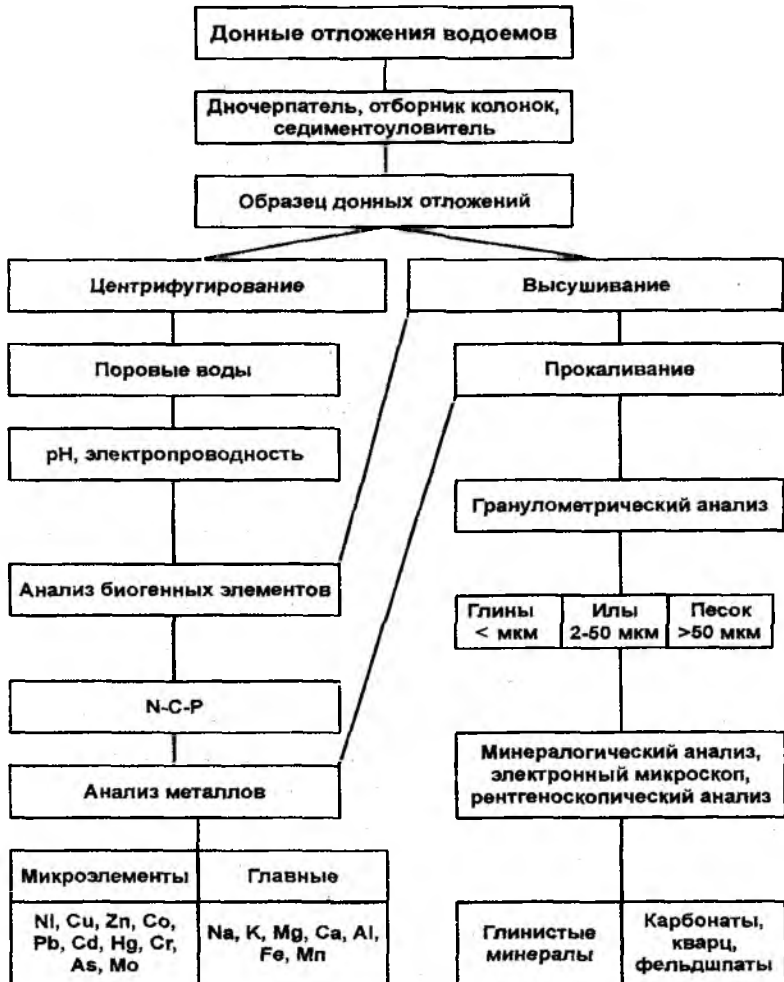 Донные отложения водоемов
Дночерпатель, отборник колонок,
седиментоуловитель
Образец донных отложений
Центрифугирование
Высушивание
Поровые воды
Прокаливание
рН, электропроводность
Гранулометрический анализ
Анализ биогенных элементов
Глины
< мкм
Илы
2-50 мкм
Песок
>50 мкм
N-C-P
Минералогический анализ,
электронный микроскоп,
рентгеноскопический анализ
Анализ металлов
Микроэлементы
Главные
Ni, Cu, Zn, Co,
Pb, Cd, Hg, Cr,
As, Mo
Na, K, Mg, Ca, Al,
Fe, Mn
Глинистые
минералы
Карбонаты,
кварц,
фельдшпаты